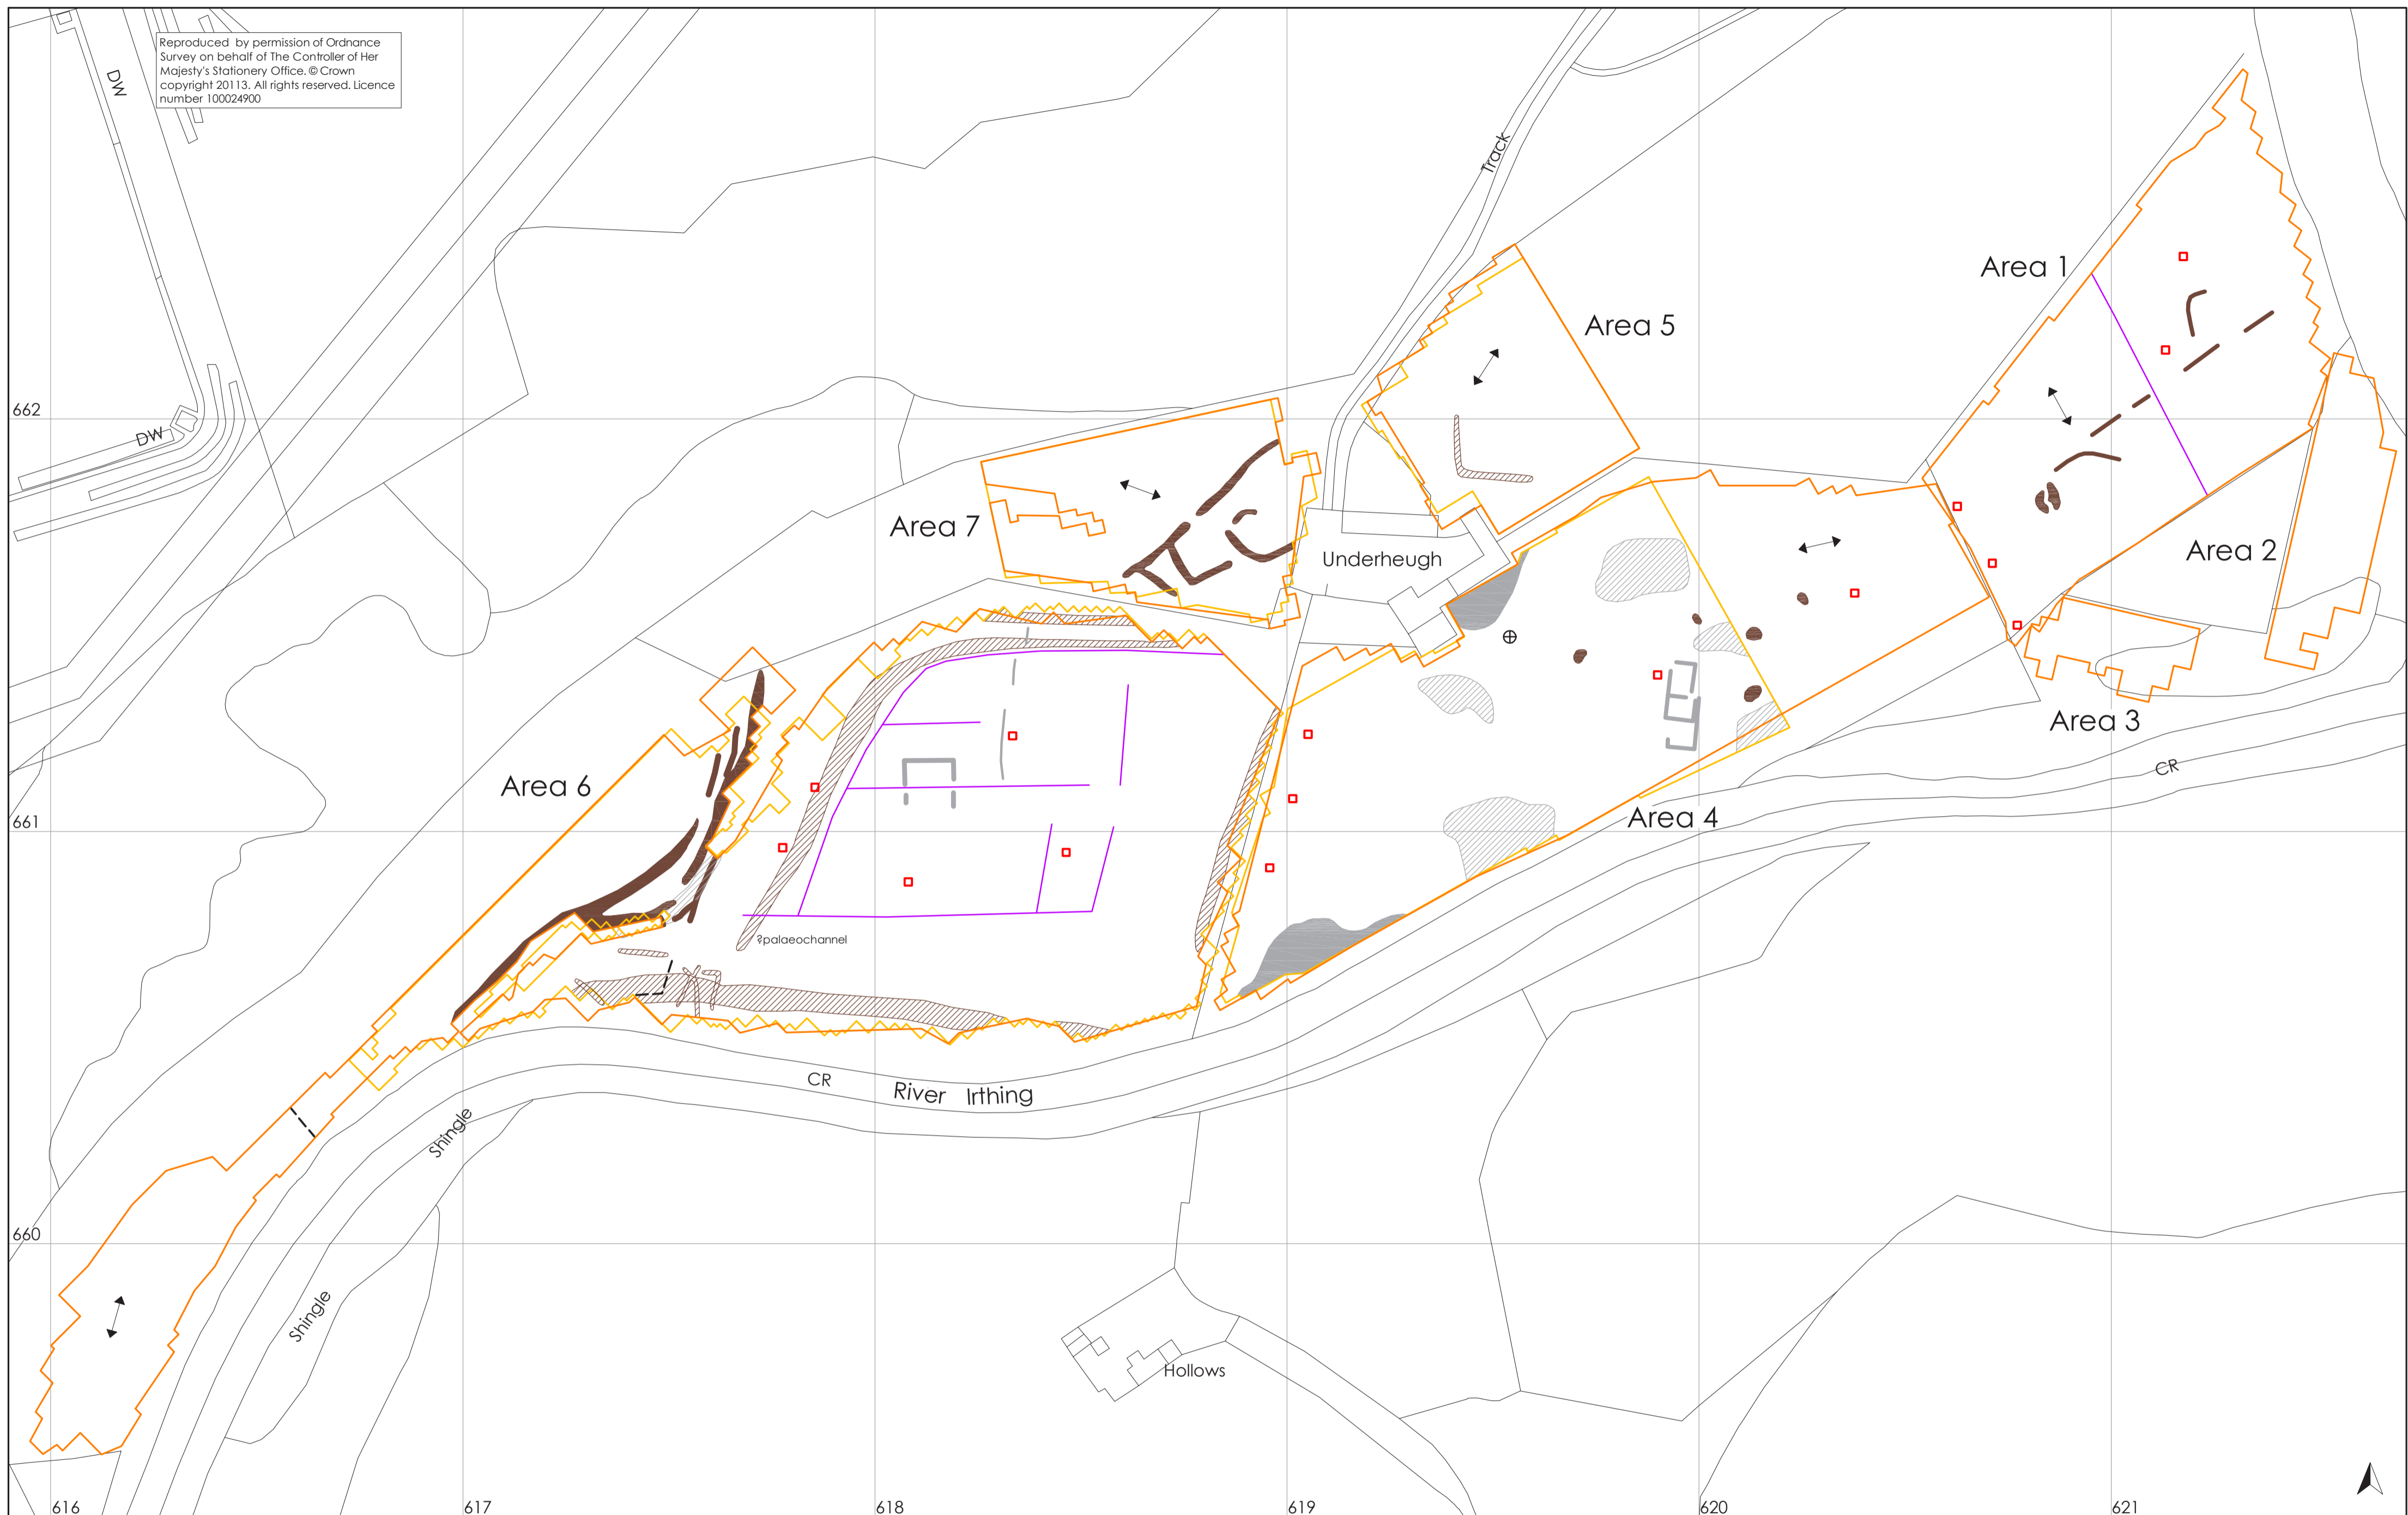 Reproduced by permission of Ordnance
Survey on behalf of The Controller of Her
Majesty's Stationery Office. © Crown
copyright 20113. All rights reserved. Licence
number 100024900
DW
Track
Area 1
Area 5
662
DW
Area 7
Underheugh
Area 2
Area 3
CR
Area 6
661
Area 4
?palaeochannel
CR
River Irthing
Shingle
660
Shingle
Hollows
616
617
618
619
620
621